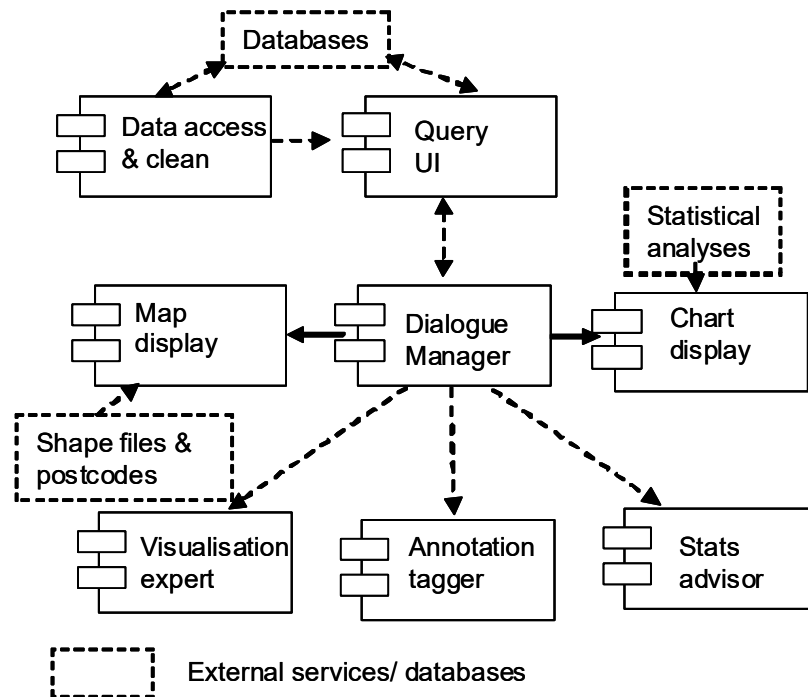 Databases
Data access
& clean
Query
UI
Statistical
analyses
Map
display
Dialogue
Manager
Chart
display
Shape files &
postcodes
Visualisation
expert
Annotation
tagger
Stats
advisor
External services/ databases